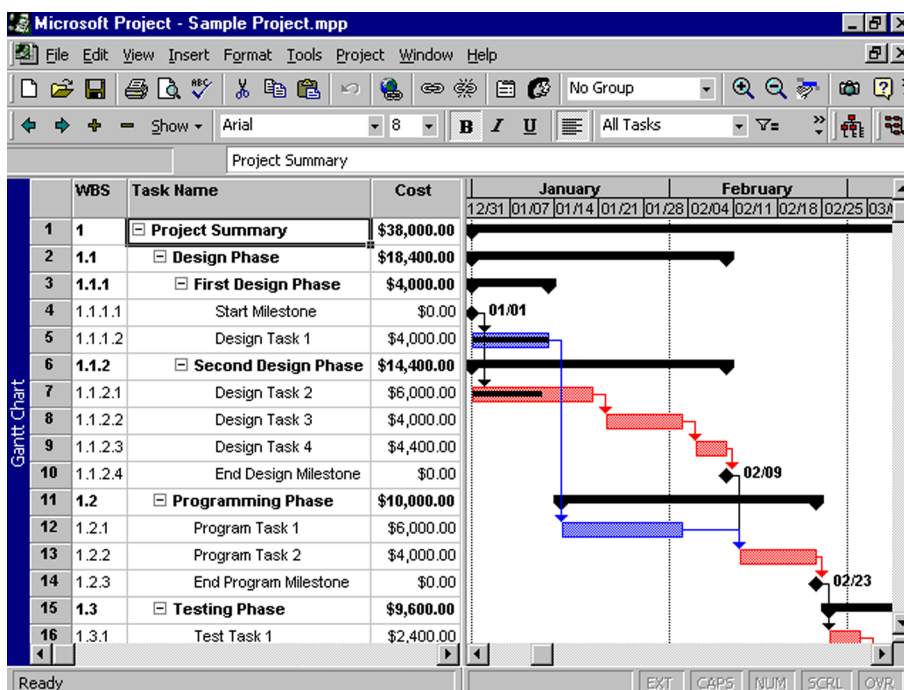 Microsoft Project - Sample Project.mpp
File Edit View Insert Format Tools Project Window Help
ABC No Group
Show Arial 8 B I U All Tasks
Project Summary
WBS Task Name Cost January February
12/31 01/07 01/14 01/21 01/28 02/04 02/11 02/18 02/25
1 1 Project Summary $38,000.00
2 1.1 Design Phase $18,400.00
3 1.1.1 First Design Phase $4,000.00
4 1.1.1.1 Start Milestone $0.00 01/01
5 1.1.1.2 Design Task 1 $4,000.00
6 1.1.2 Second Design Phase $14,400.00
7 1.1.2.1 Design Task 2 $6,000.00
8 1.1.2.2 Design Task 3 $4,000.00
9 1.1.2.3 Design Task 4 $4,400.00
10 1.1.2.4 End Design Milestone $0.00 02/09
11 1.2 Programming Phase $10,000.00
12 1.2.1 Program Task 1 $6,000.00
13 1.2.2 Program Task 2 $4,000.00
14 1.2.3 End Program Milestone $0.00 02/23
15 1.3 Testing Phase $9,600.00
16 1.3.1 Test Task 1 $2,400.00
Gantt Chart
Ready EXT CAPS NUM SCRL OVR